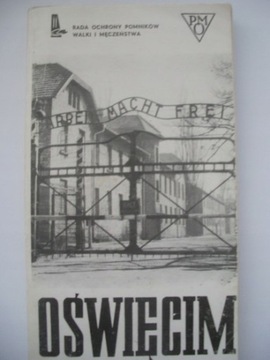 RADA OCHRONY POMNIKÓW
WALKI I MĘCZEŃSTWA
PMO
ARBEIT MACHT FREI
OŚWIĘCIM